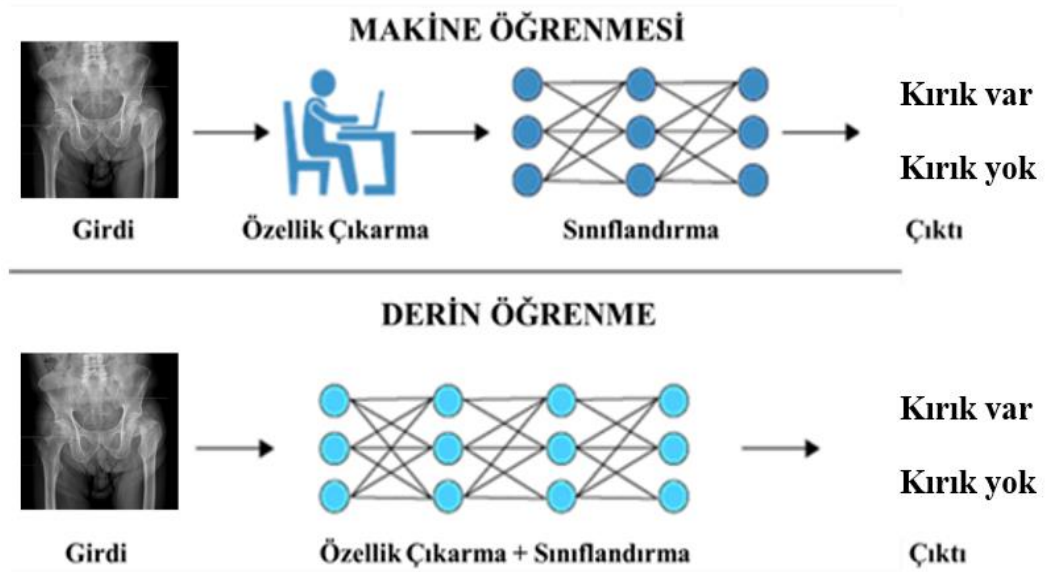 MAKİNE ÖĞRENMESİ
Kırık var
Kırık yok
Girdi
Özellik Çıkarma
Sınıflandırma
Çıktı
DERİN ÖĞRENME
Kırık var
Kırık yok
Girdi
Özellik Çıkarma + Sınıflandırma
Çıktı